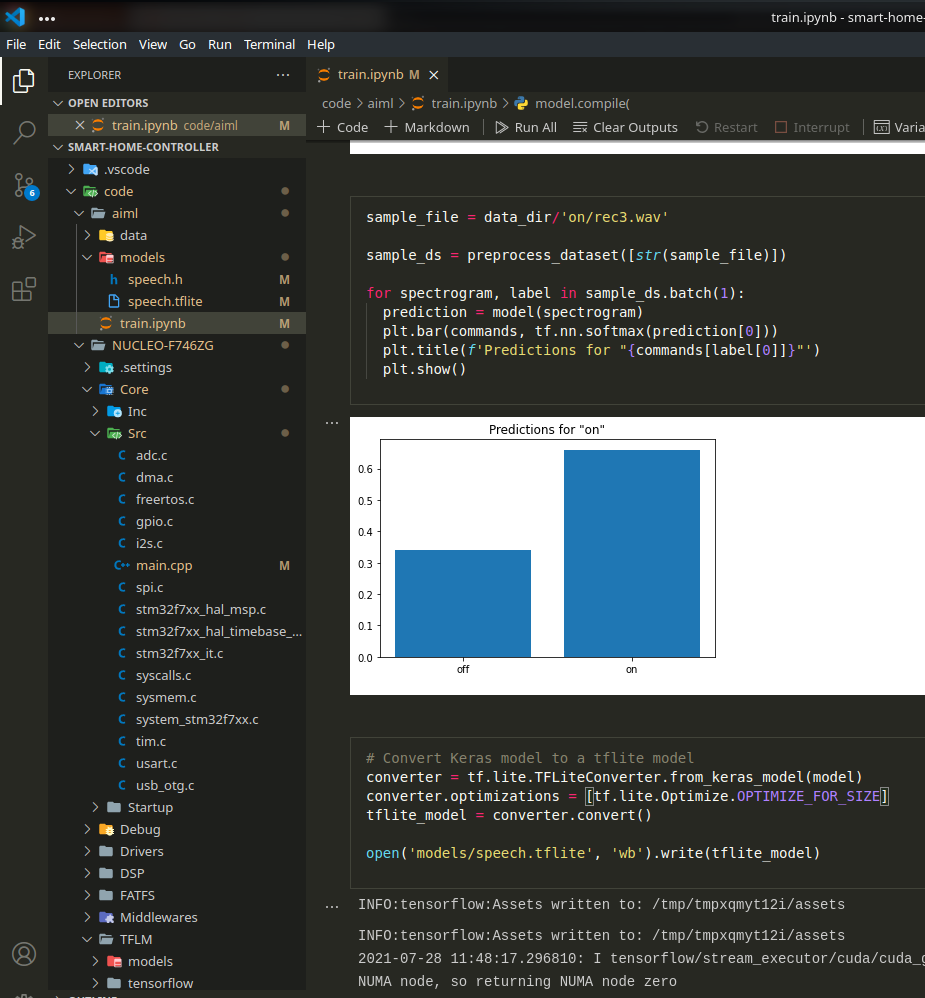 train.ipynb - smart-home-
File Edit Selection View Go Run Terminal Help
EXPLORER
OPEN EDITORS
train.ipynb code/aiml M
SMART-HOME-CONTROLLER
.vscode
code
aiml
data
models
speech.h M
speech.tflite M
train.ipynb M
NUCLEO-F746ZG
.settings
Core
Inc
Src
adc.c
dma.c
freertos.c
gpio.c
i2s.c
main.cpp M
spi.c
stm32f7xx_hal_msp.c
stm32f7xx_hal_timebase_...
stm32f7xx_it.c
syscalls.c
sysmem.c
system_stm32f7xx.c
tim.c
usart.c
usb_otg.c
Startup
Debug
Drivers
DSP
FATFS
Middlewares
TFLM
models
tensorflow
6
train.ipynb M
code > aiml > train.ipynb > model.compile(
+ Code + Markdown Run All Clear Outputs Restart Interrupt Varia
sample_file = data_dir/'on/rec3.wav'
sample_ds = preprocess_dataset([str(sample_file)])
for spectrogram, label in sample_ds.batch(1):
prediction = model(spectrogram)
plt.bar(commands, tf.nn.softmax(prediction[0]))
plt.title(f'Predictions for "{commands[label[0]]}"')
plt.show()
Predictions for "on"
0.6
0.5
0.4
0.3
0.2
0.1
0.0
off on
# Convert Keras model to a tflite model
converter = tf.lite.TFLiteConverter.from_keras_model(model)
converter.optimizations = [tf.lite.Optimize.OPTIMIZE_FOR_SIZE]
tflite_model = converter.convert()
open('models/speech.tflite', 'wb').write(tflite_model)
INFO:tensorflow:Assets written to: /tmp/tmpxqmyt12i/assets
INFO:tensorflow:Assets written to: /tmp/tmpxqmyt12i/assets
2021-07-28 11:48:17.296810: I tensorflow/stream_executor/cuda/cuda_g
NUMA node, so returning NUMA node zero